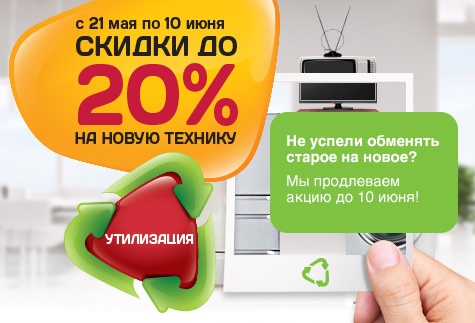 с 21 мая по 10 июня
СКИДКИ ДО
20%
НА НОВУЮ ТЕХНИКУ
Не успели обменять
старое на новое?
Мы продлеваем
акцию до 10 июня!
УТИЛИЗАЦИЯ